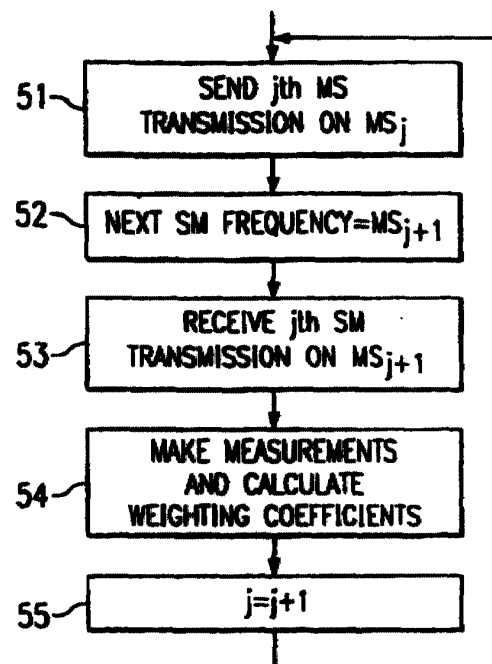 51
SEND jth MS
TRANSMISSION ON MSj
52
NEXT SM FREQUENCY=MSj+1
53
RECEIVE jth SM
TRANSMISSION ON MSj+1
54
MAKE MEASUREMENTS
AND CALCULATE
WEIGHTING COEFFICIENTS
55
j=j+1